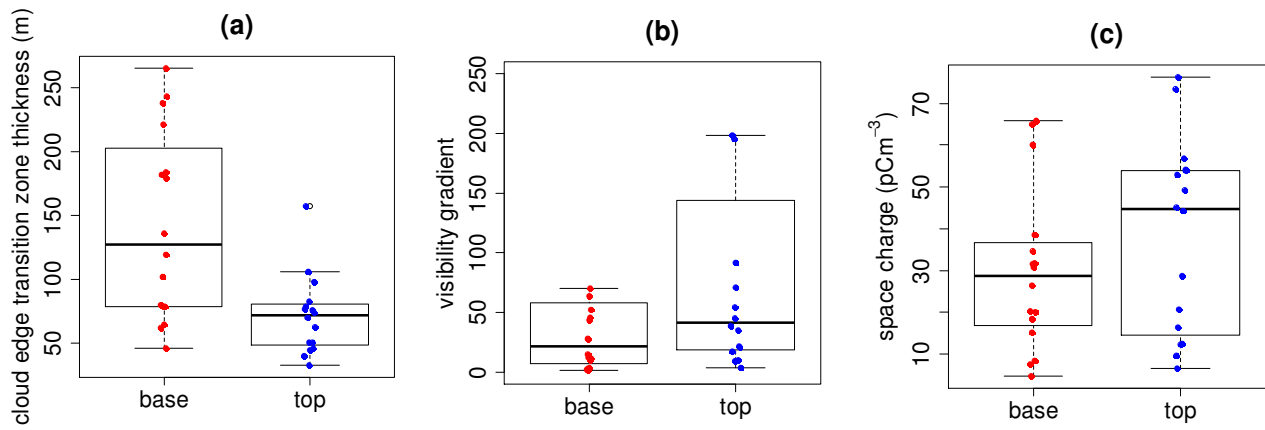 (a)
cloud edge transition zone thickness (m)
250
200
150
100
50
base
top
(b)
visibility gradient
250
200
150
100
50
0
base
top
(c)
space charge (pCm⁻³)
70
50
30
10
base
top